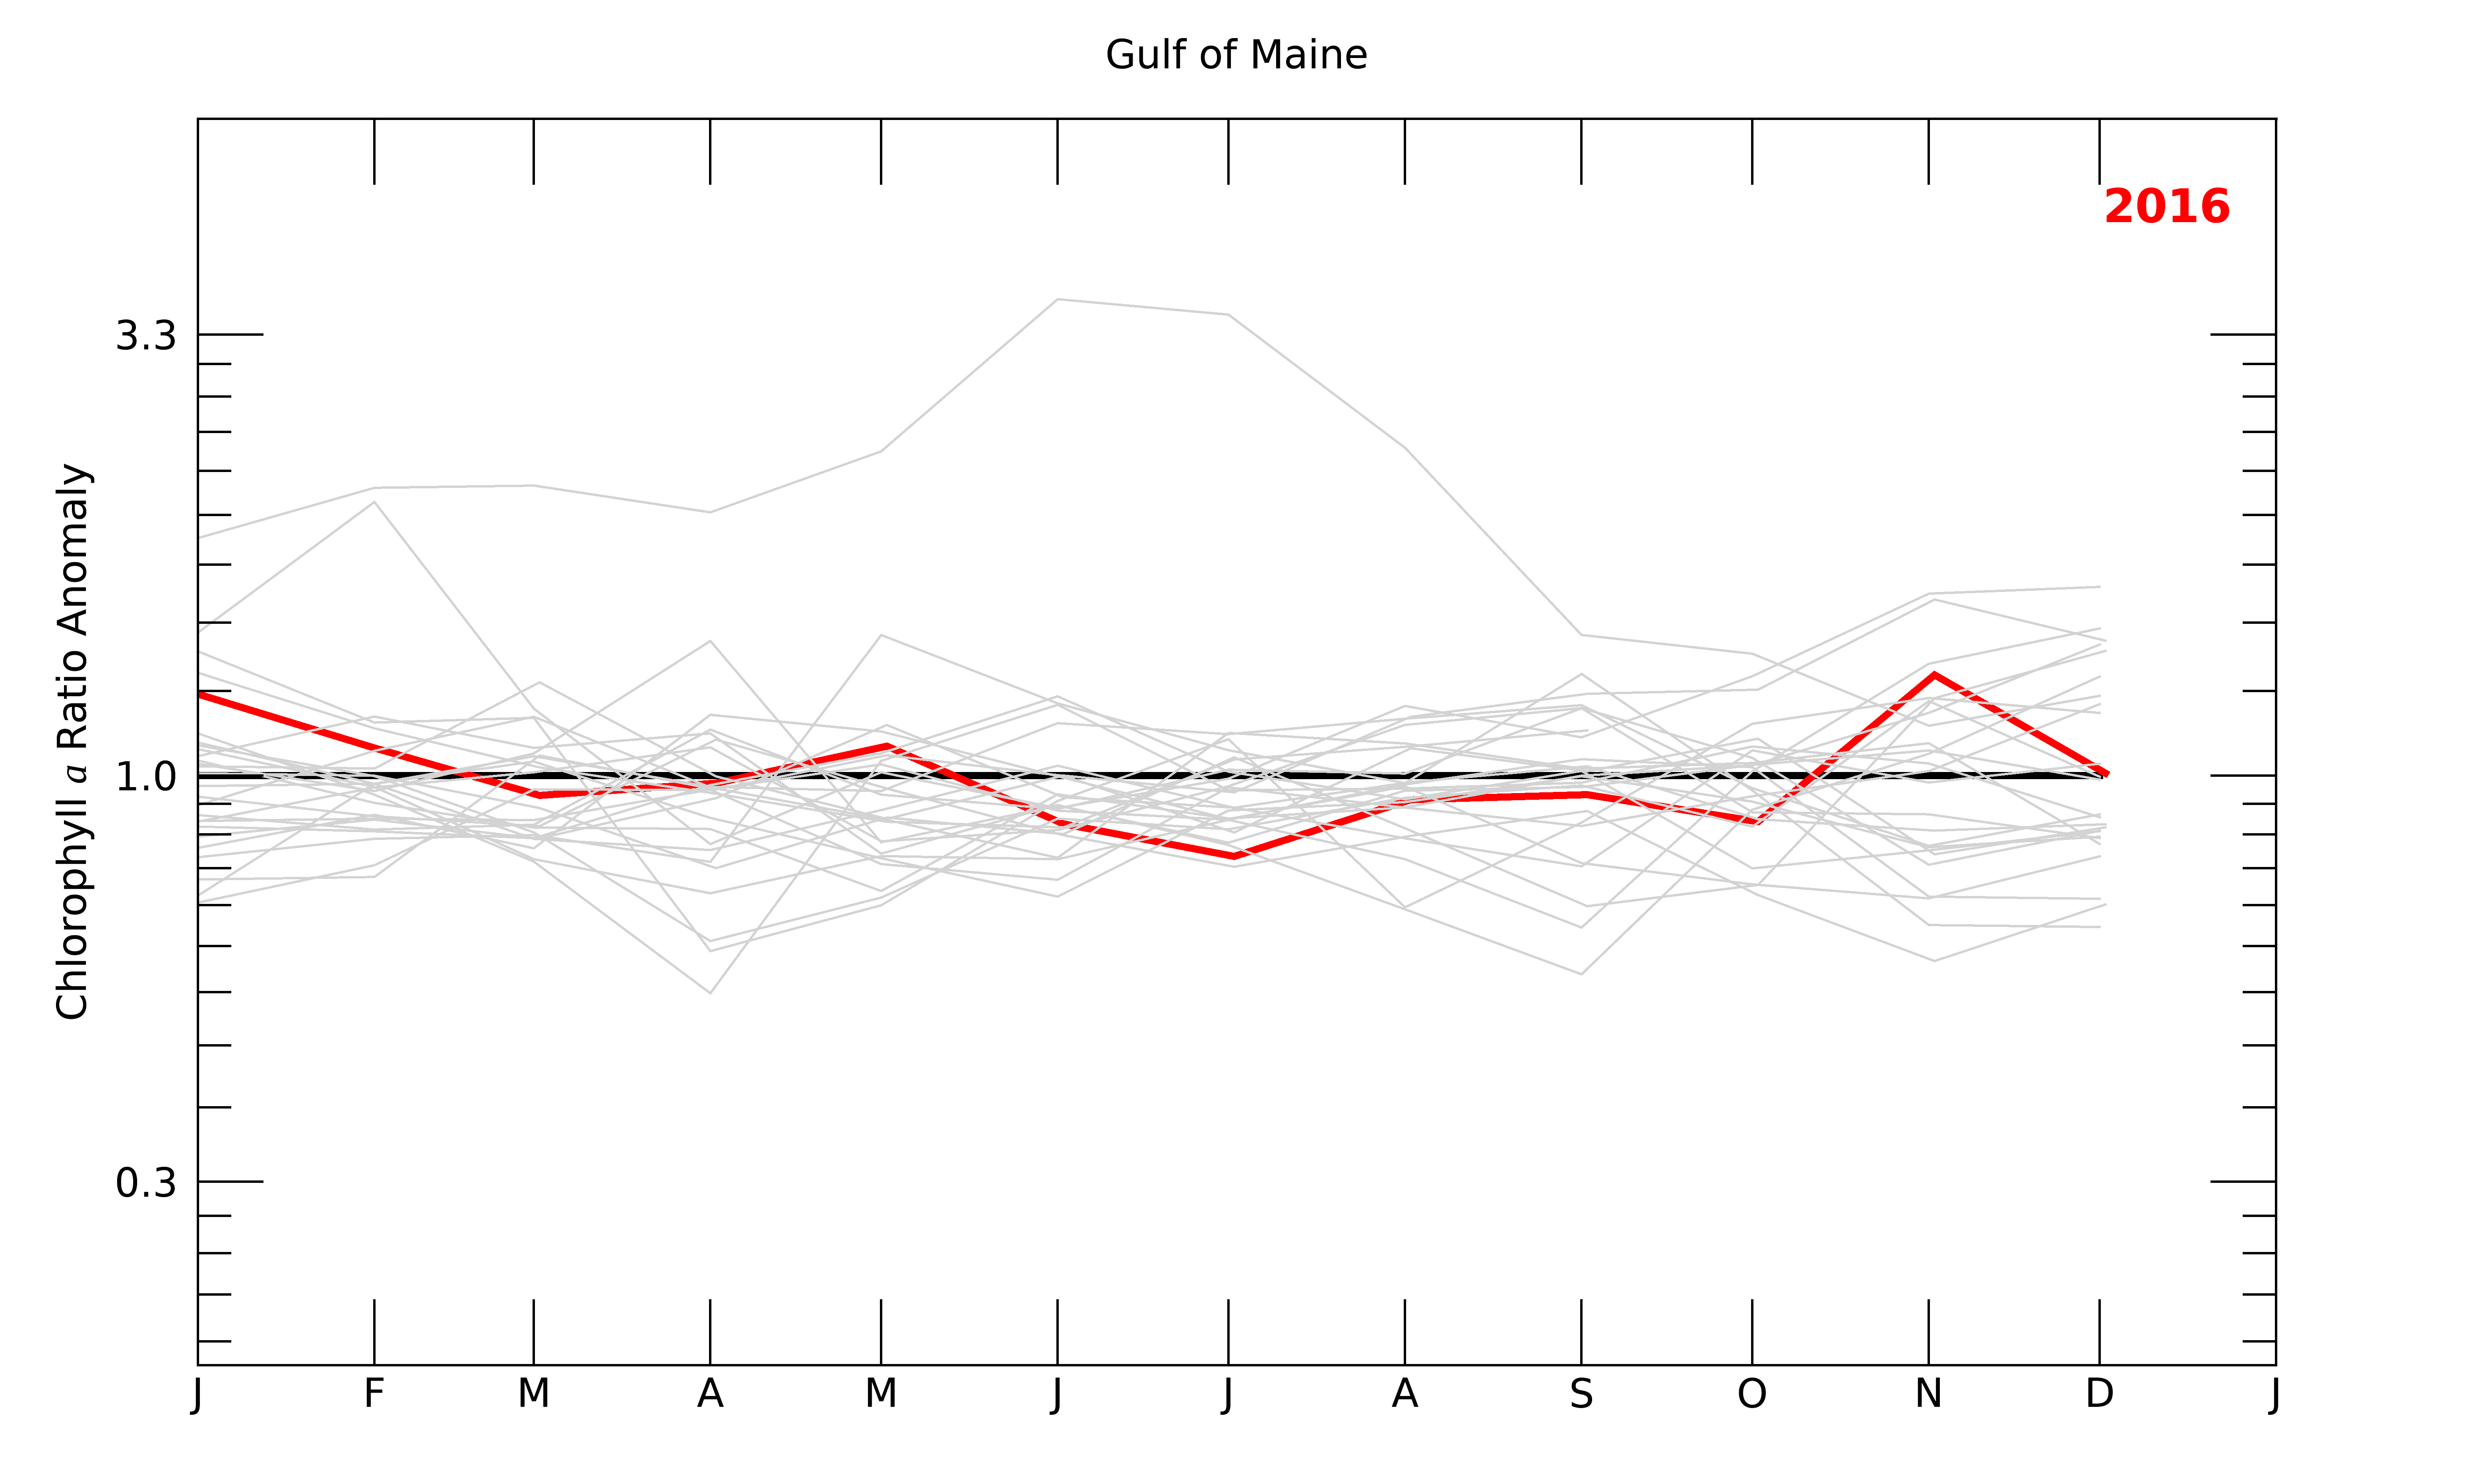 Gulf of Maine
2016
3.3
1.0
0.3
Chlorophyll a Ratio Anomaly
J F M A M J J A S O N D J